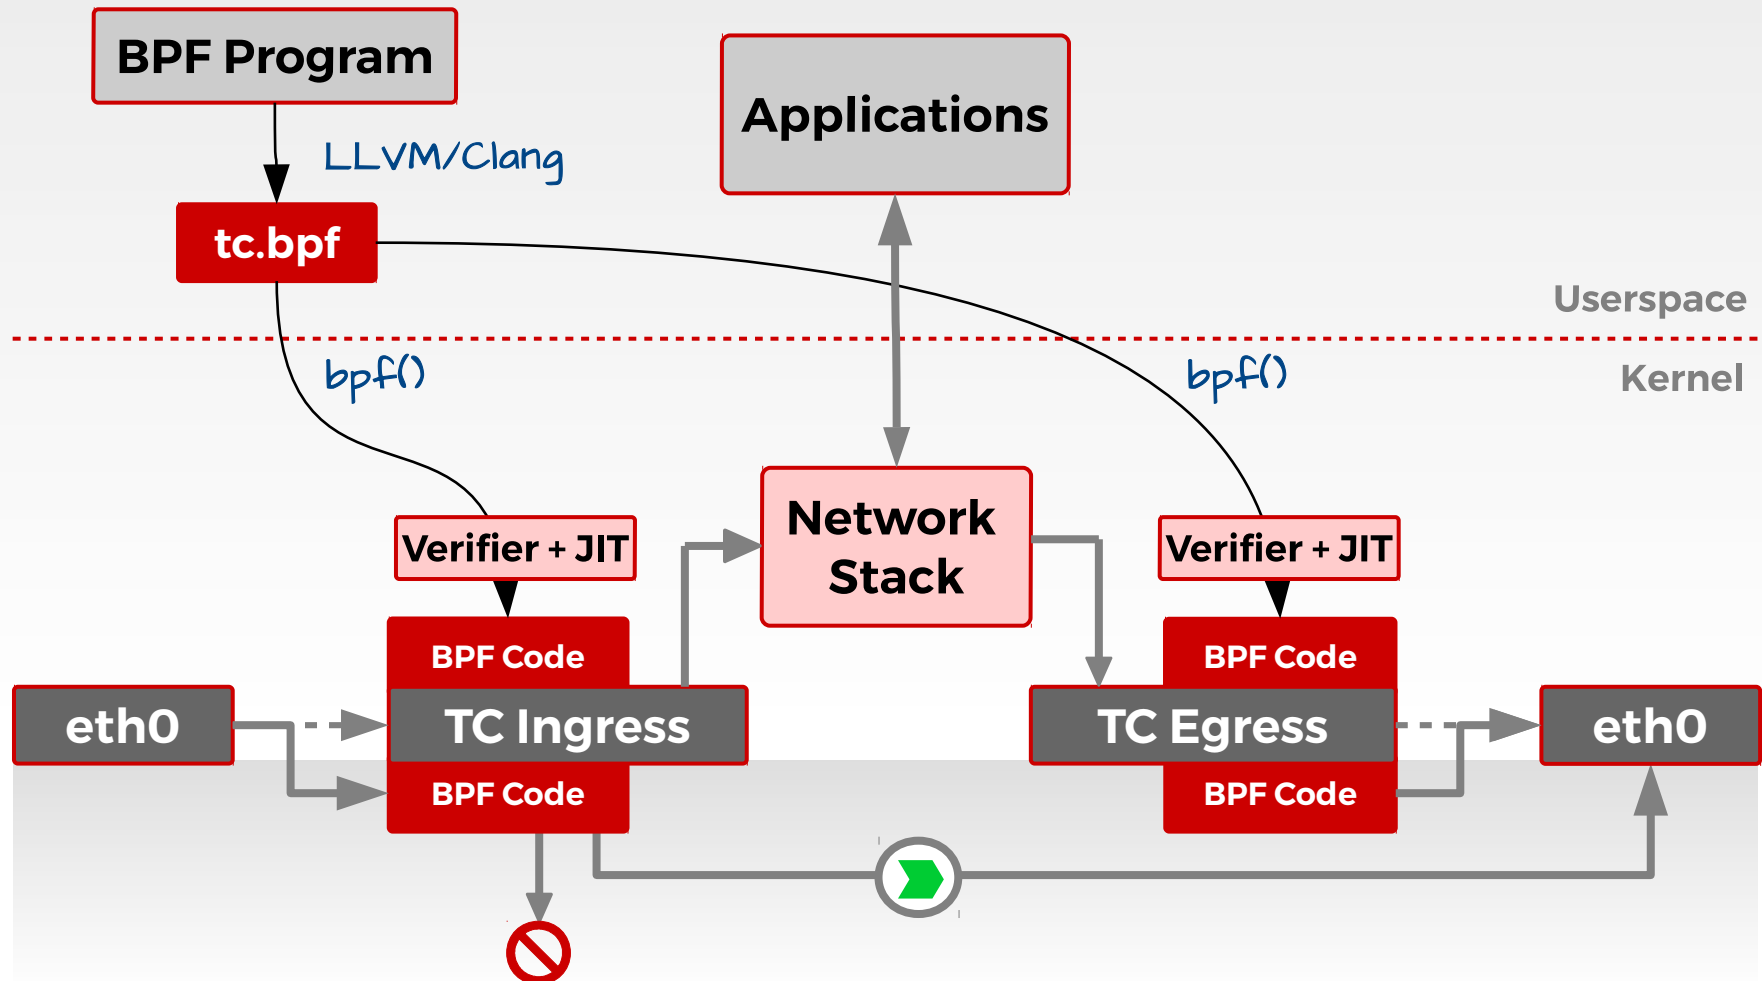 BPF Program
Applications
LLVM/Clang
tc.bpf
Userspace
bpf()
bpf()
Kernel
Network
Stack
Verifier + JIT
Verifier + JIT
BPF Code
BPF Code
eth0
TC Ingress
TC Egress
eth0
BPF Code
BPF Code